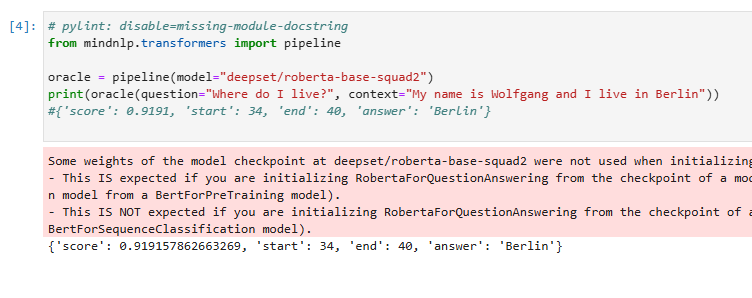 [4]: # pylint: disable=missing-module-docstring
from mindnlp.transformers import pipeline
oracle = pipeline(model="deepset/roberta-base-squad2")
print(oracle(question="Where do I live?", context="My name is Wolfgang and I live in Berlin"))
#{'score': 0.9191, 'start': 34, 'end': 40, 'answer': 'Berlin'}
Some weights of the model checkpoint at deepset/roberta-base-squad2 were not used when initializing
- This IS expected if you are initializing RobertaForQuestionAnswering from the checkpoint of a mod
n model from a BertForPreTraining model).
- This IS NOT expected if you are initializing RobertaForQuestionAnswering from the checkpoint of a
BertForSequenceClassification model).
{'score': 0.919157862663269, 'start': 34, 'end': 40, 'answer': 'Berlin'}